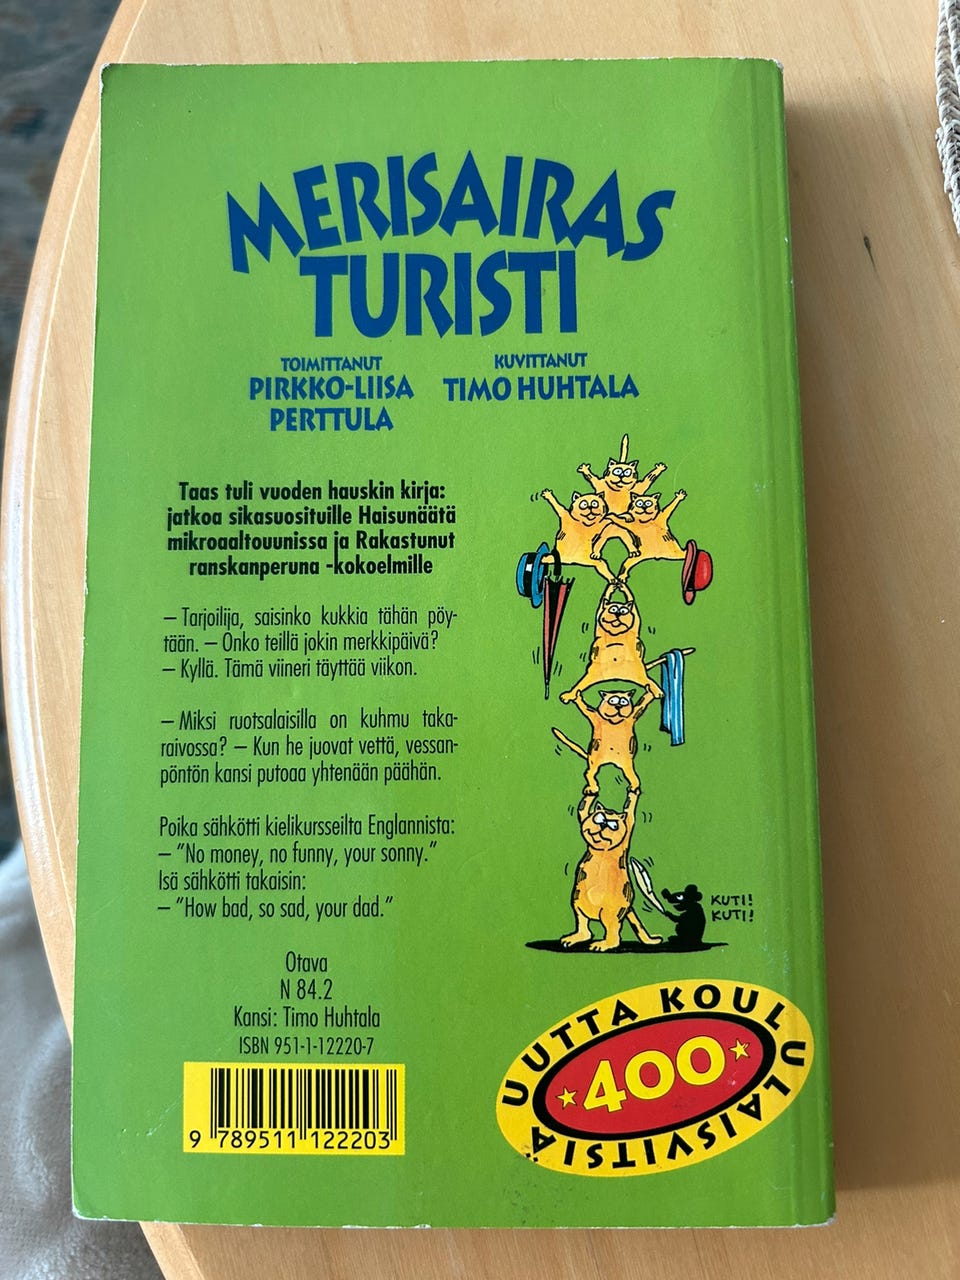 MERISAIRAS
TURISTI
TOIMITTANUT
PIRKKO-LIISA
PERTTULA
KUVITTANUT
TIMO HUHTALA
Taas tuli vuoden hauskin kirja:
jatkoa sikasuosituille Haisunäätä
mikroaaltouunissa ja Rakastunut
ranskanperuna -kokoelmille
– Tarjoilija, saisinko kukkia tähän pöy-
tään. – Onko teillä jokin merkkipäivä?
– Kyllä. Tämä viineri täyttää viikon.
– Miksi ruotsalaisilla on kuhmu taka-
raivossa? – Kun he juovat vettä, vessan-
pöntön kansi putoaa yhtenään päähän.
Poika sähkötti kielikursseilta Englannista:
– "No money, no funny, your sonny."
Isä sähkötti takaisin:
– "How bad, so sad, your dad."
KUTI!
KUTI!
Otava
N 84.2
Kansi: Timo Huhtala
ISBN 951-1-12220-7
9 789511 122203
UUTTA KOULULAISVITSIÄ
400